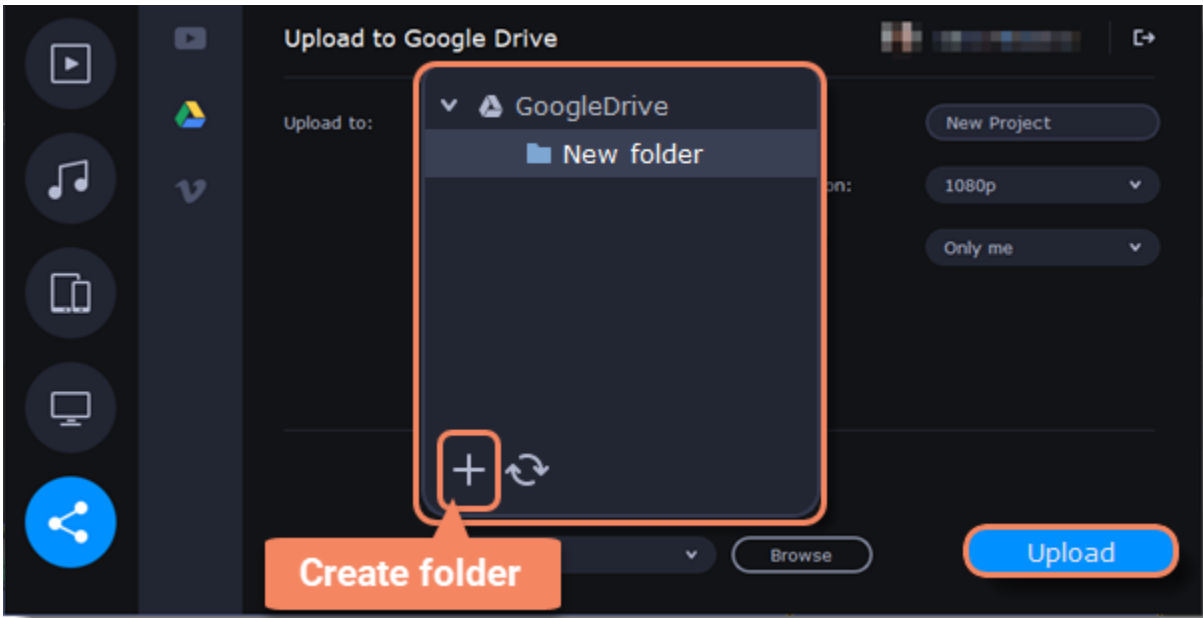 Upload to Google Drive
Upload to:
GoogleDrive
New folder
New Project
on:
1080p
Only me
Create folder
Browse
Upload